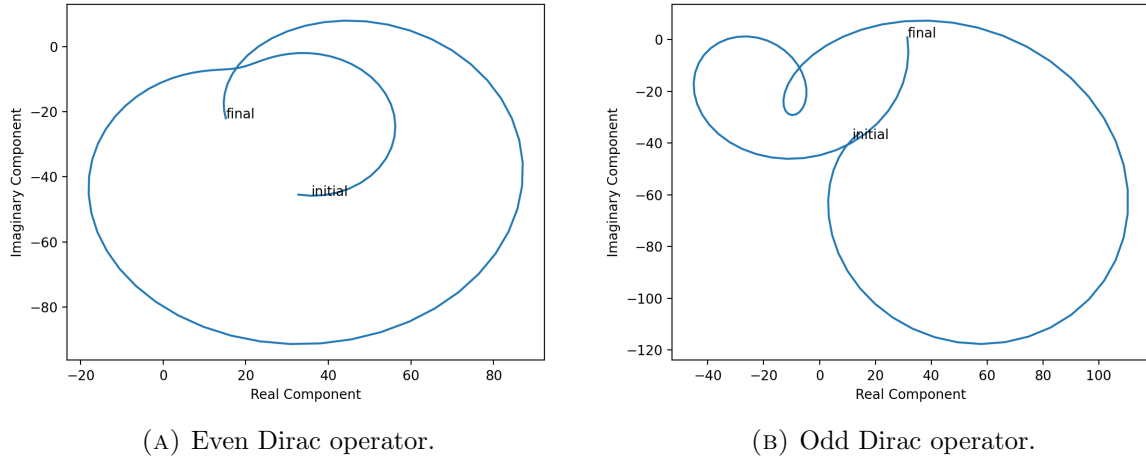 0
−20
−40
−60
−80
−20
0
20
40
60
80
Imaginary Component
Real Component
final
initial
(A) Even Dirac operator.
0
−20
−40
−60
−80
−100
−120
−40
−20
0
20
40
60
80
100
Imaginary Component
Real Component
final
initial
(B) Odd Dirac operator.